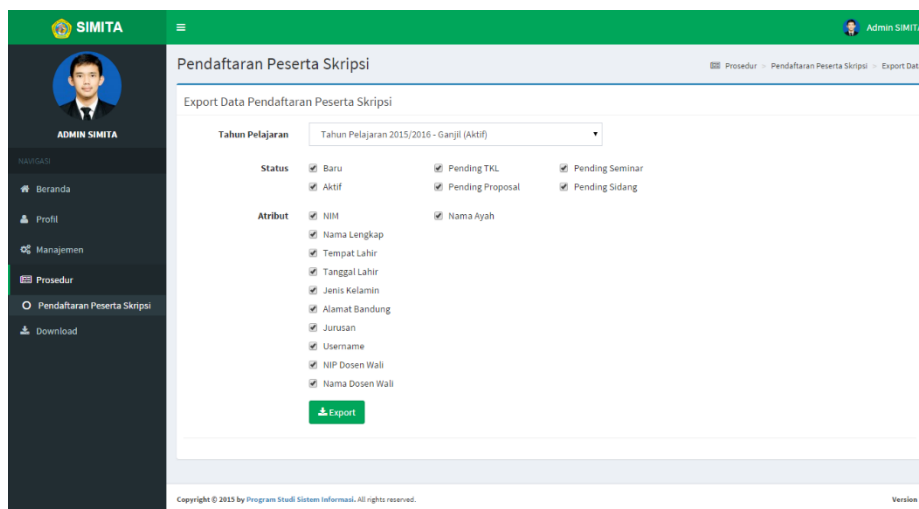 SIMITA
Admin SIMITA
Pendaftaran Peserta Skripsi
Prosedur > Pendaftaran Peserta Skripsi > Export Dat
ADMIN SIMITA
NAVIGASI
Beranda
Profil
Manajemen
Prosedur
Pendaftaran Peserta Skripsi
Download
Export Data Pendaftaran Peserta Skripsi
Tahun Pelajaran Tahun Pelajaran 2015/2016 - Ganjil (Aktif)
Status Baru Pending TKL Pending Seminar
Aktif Pending Proposal Pending Sidang
Atribut NIM Nama Ayah
Nama Lengkap
Tempat Lahir
Tanggal Lahir
Jenis Kelamin
Alamat Bandung
Jurusan
Username
NIP Dosen Wali
Nama Dosen Wali
Export
Copyright © 2015 by Program Studi Sistem Informasi. All rights reserved. Version